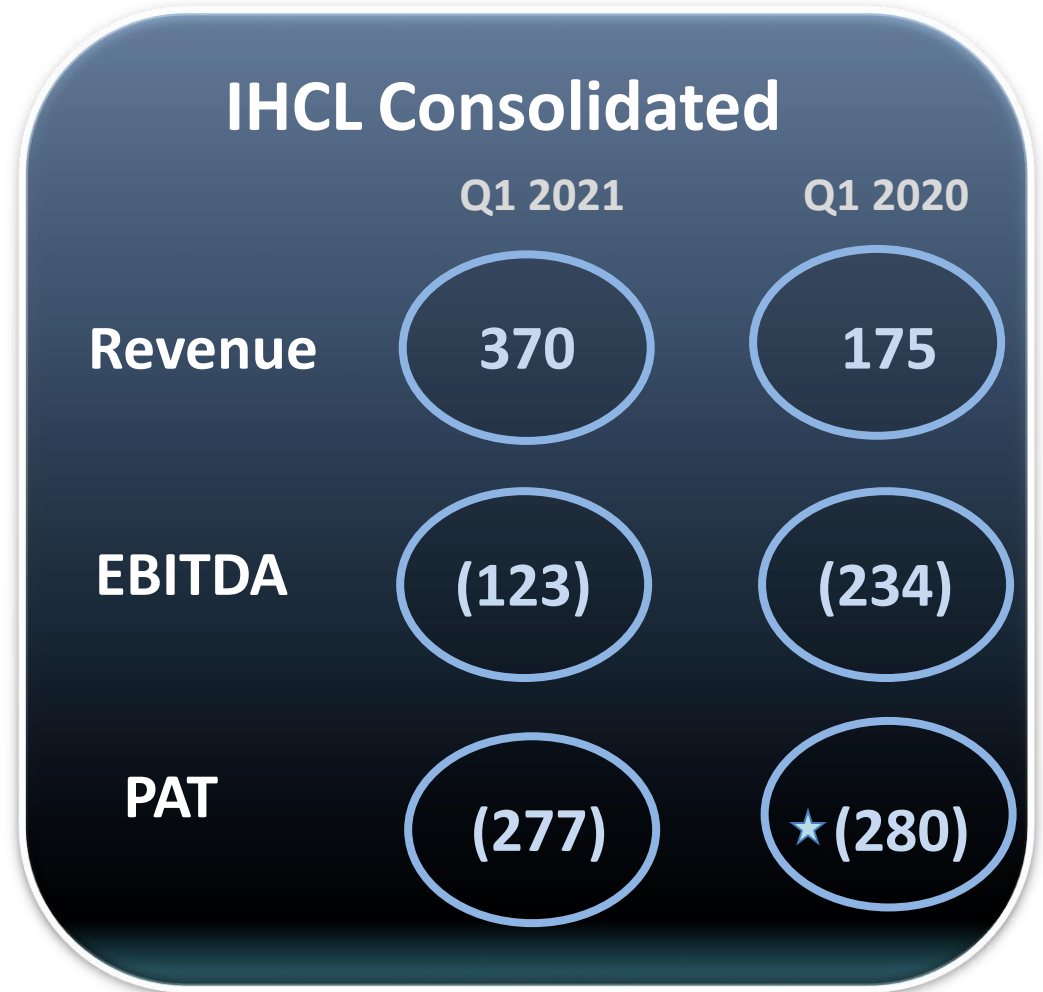 IHCL Consolidated
Q1 2021 Q1 2020
Revenue 370 175
EBITDA (123) (234)
PAT (277) (280)